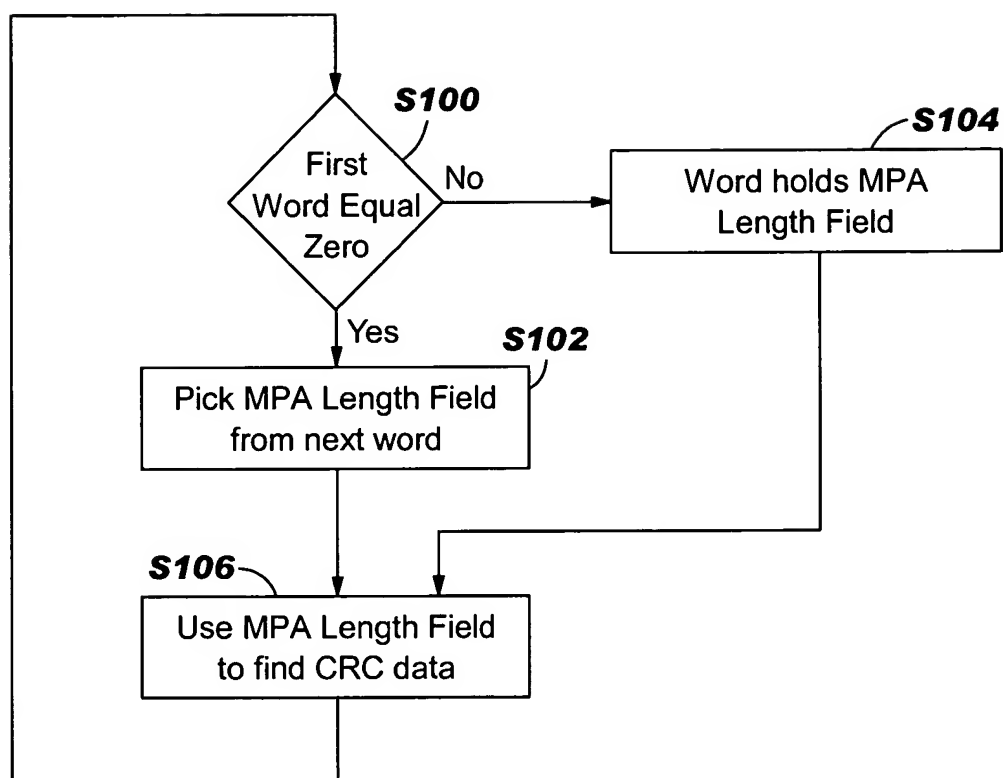 S100
First
Word Equal
Zero
No
S104
Word holds MPA
Length Field
Yes
S102
Pick MPA Length Field
from next word
S106
Use MPA Length Field
to find CRC data